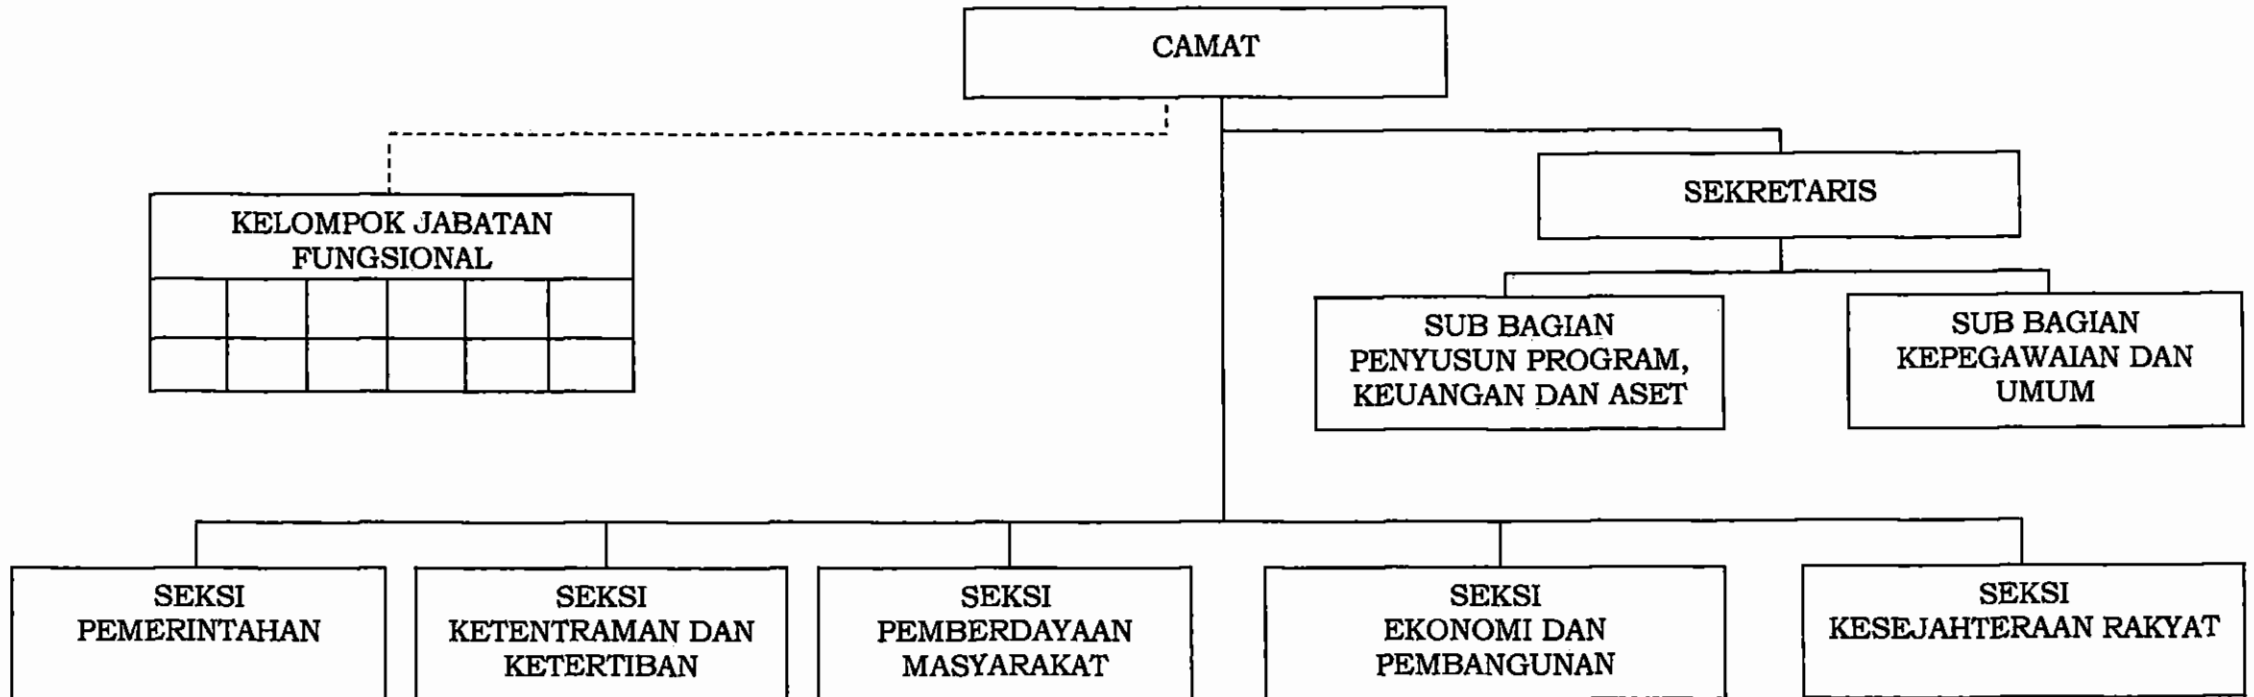 CAMAT
SEKRETARIS
KELOMPOK JABATAN
FUNGSIONAL
SUB BAGIAN
PENYUSUN PROGRAM,
KEUANGAN DAN ASET
SUB BAGIAN
KEPEGAWAIAN DAN
UMUM
SEKSI
PEMERINTAHAN
SEKSI
KETENTRAMAN DAN
KETERTIBAN
SEKSI
PEMBERDAYAAN
MASYARAKAT
SEKSI
EKONOMI DAN
PEMBANGUNAN
SEKSI
KESEJAHTERAAN RAKYAT